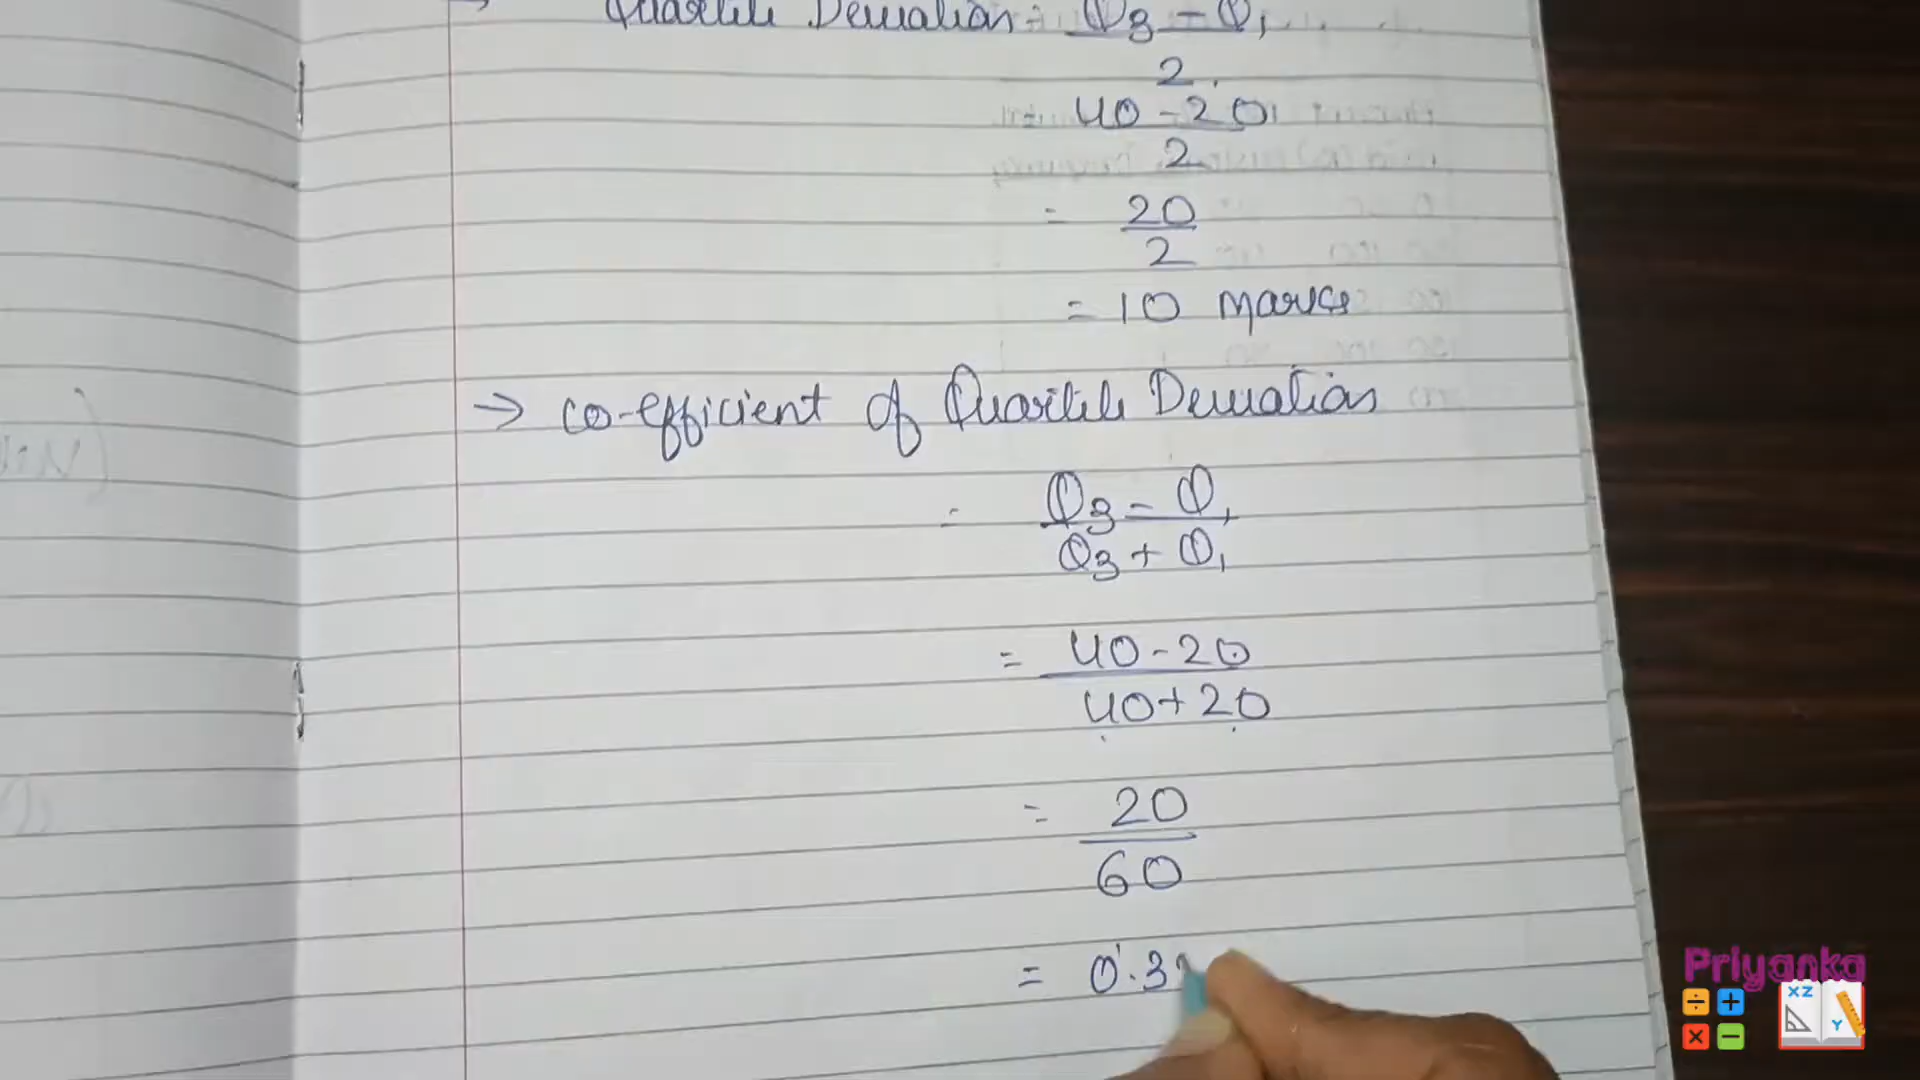 Quartile Deviation = Q3 - Q1
2
40 - 20
2
= 20
2
= 10 marks
→ co-efficient of Quartile Deviation
= Q3 - Q1
Q3 + Q1
= 40 - 20
40 + 20
= 20
60
= 0.3
Priyanka
÷ + XZ
× − Y